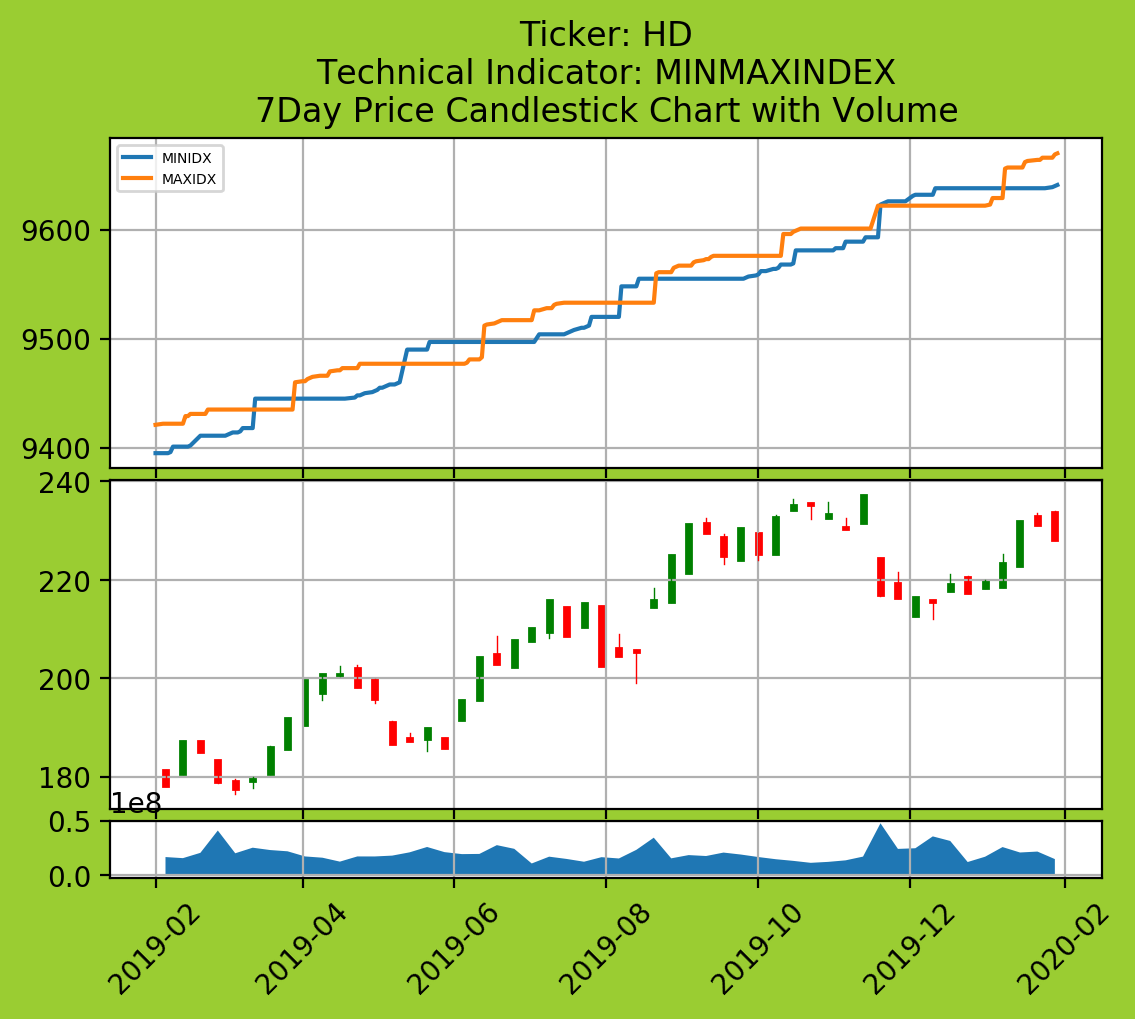 Ticker: HD
Technical Indicator: MINMAXINDEX
7Day Price Candlestick Chart with Volume
MINIDX
MAXIDX
9600
9500
9400
240
220
200
180
1e8
0.5
0.0
2019-02
2019-04
2019-06
2019-08
2019-10
2019-12
2020-02